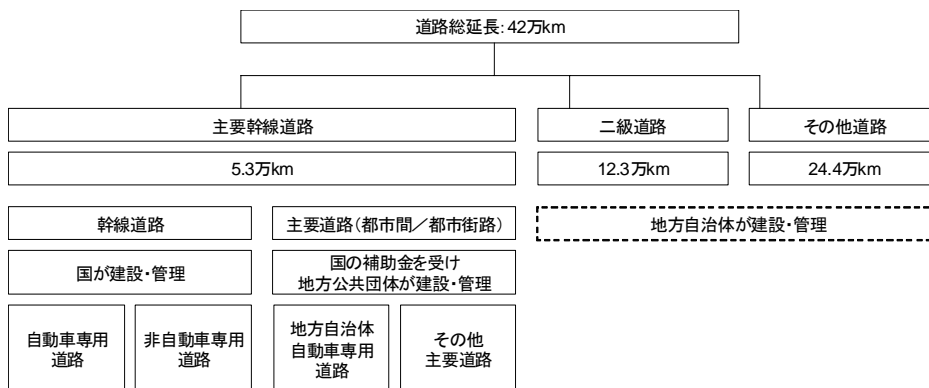 道路総延長：42万km
主要幹線道路
二級道路
その他道路
5.3万km
12.3万km
24.4万km
幹線道路
主要道路（都市間／都市街路）
地方自治体が建設・管理
国が建設・管理
国の補助金を受け
地方公共団体が建設・管理
自動車専用
道路
非自動車専用
道路
地方自治体
自動車専用
道路
その他
主要道路